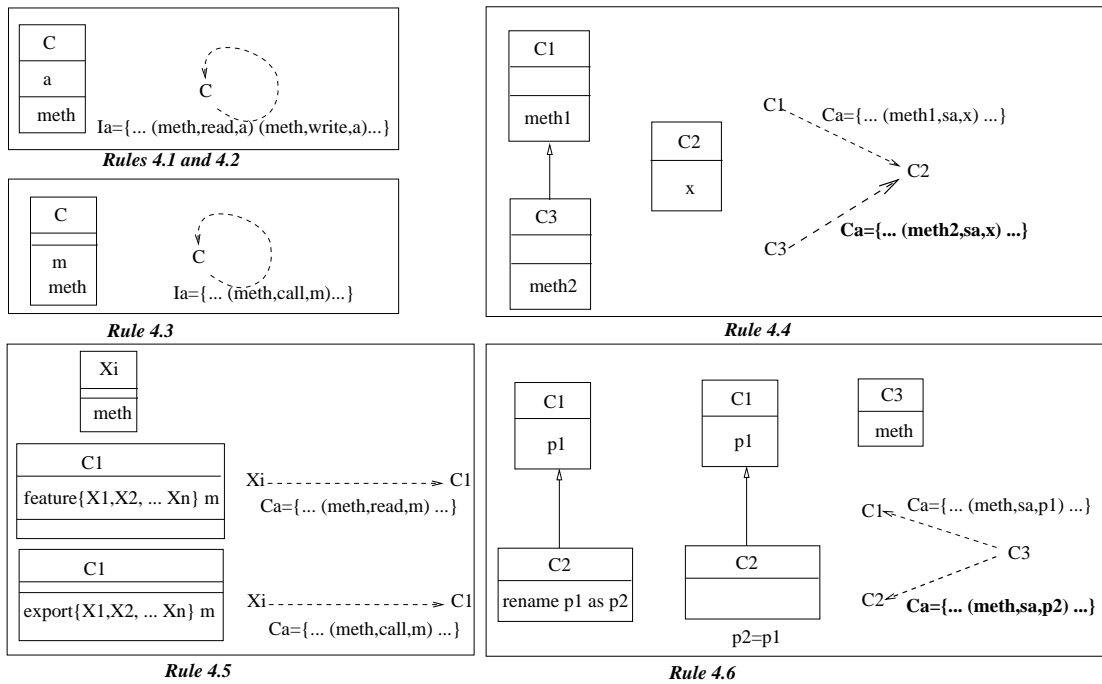 C
a
meth
C
Ia={... (meth,read,a) (meth,write,a)...}
Rules 4.1 and 4.2
C
m
meth
C
Ia={... (meth,call,m)...}
Rule 4.3
C1
meth1
C3
meth2
C2
x
C1
Ca={... (meth1,sa,x) ...}
C2
C3
Ca={... (meth2,sa,x) ...}
Rule 4.4
Xi
meth
C1
feature{X1,X2, ... Xn} m
Xi
C1
Ca={... (meth,read,m) ...}
C1
export{X1,X2, ... Xn} m
Xi
C1
Ca={... (meth,call,m) ...}
Rule 4.5
C1
p1
C2
rename p1 as p2
C1
p1
C2
p2=p1
C3
meth
C1
Ca={... (meth,sa,p1) ...}
C3
C2
Ca={... (meth,sa,p2) ...}
Rule 4.6